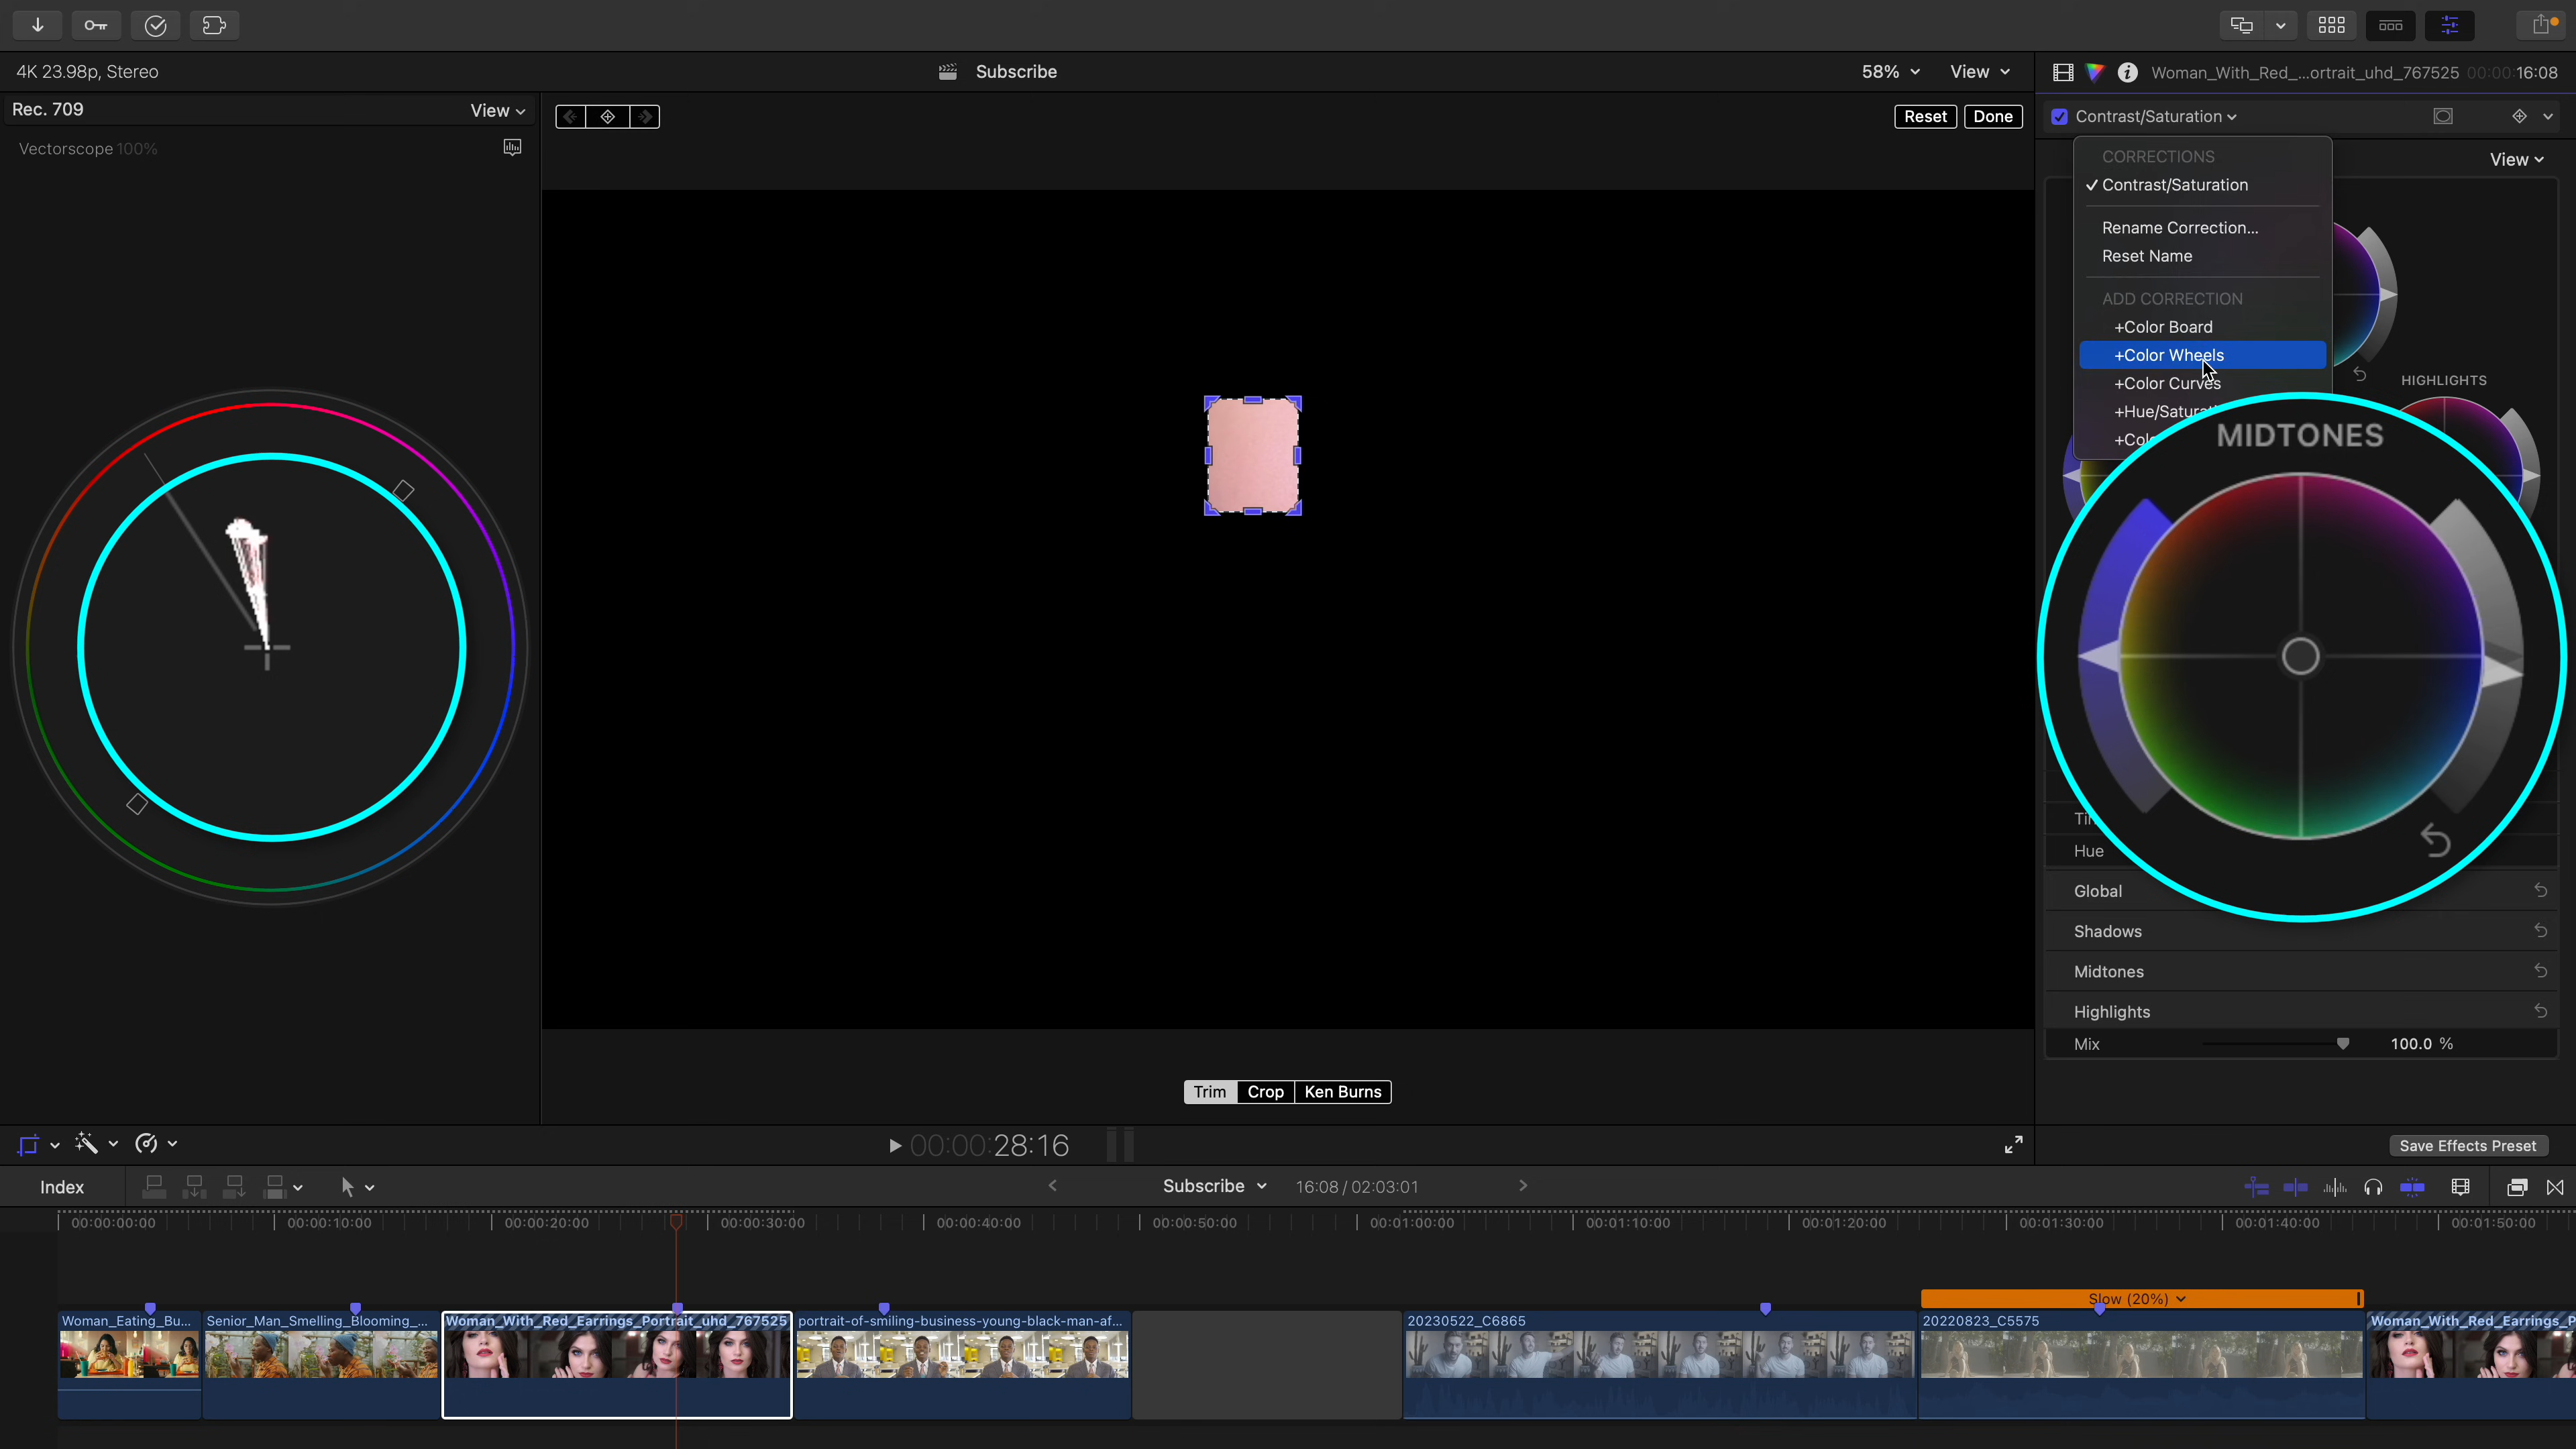 4K 23.98p, Stereo
Subscribe
58%
View
Woman_With_Red_...ortrait_uhd_767525
00:00:16:08
Rec. 709
View
Reset
Done
Contrast/Saturation
Vectorscope 100%
CORRECTIONS
View
✓ Contrast/Saturation
Rename Correction...
Reset Name
ADD CORRECTION
+Color Board
+Color Wheels
HIGHLIGHTS
+Color Curves
MIDTONES
Hue
Global
Shadows
Midtones
Highlights
Mix
100.0 %
Trim
Crop
Ken Burns
00:00:28:16
Save Effects Preset
Index
Subscribe
16:08 / 02:03:01
00:00:00:00
00:00:10:00
00:00:20:00
00:00:30:00
00:00:40:00
00:00:50:00
00:01:00:00
00:01:10:00
00:01:20:00
00:01:30:00
00:01:40:00
00:01:50:00
Slow (20%)
Woman_Eating_Bu...
Senior_Man_Smelling_Blooming_...
Woman_With_Red_Earrings_Portrait_uhd_767525
portrait-of-smiling-business-young-black-man-af...
20230522_C6865
20220823_C5575
Woman_With_Red_Earrings_P